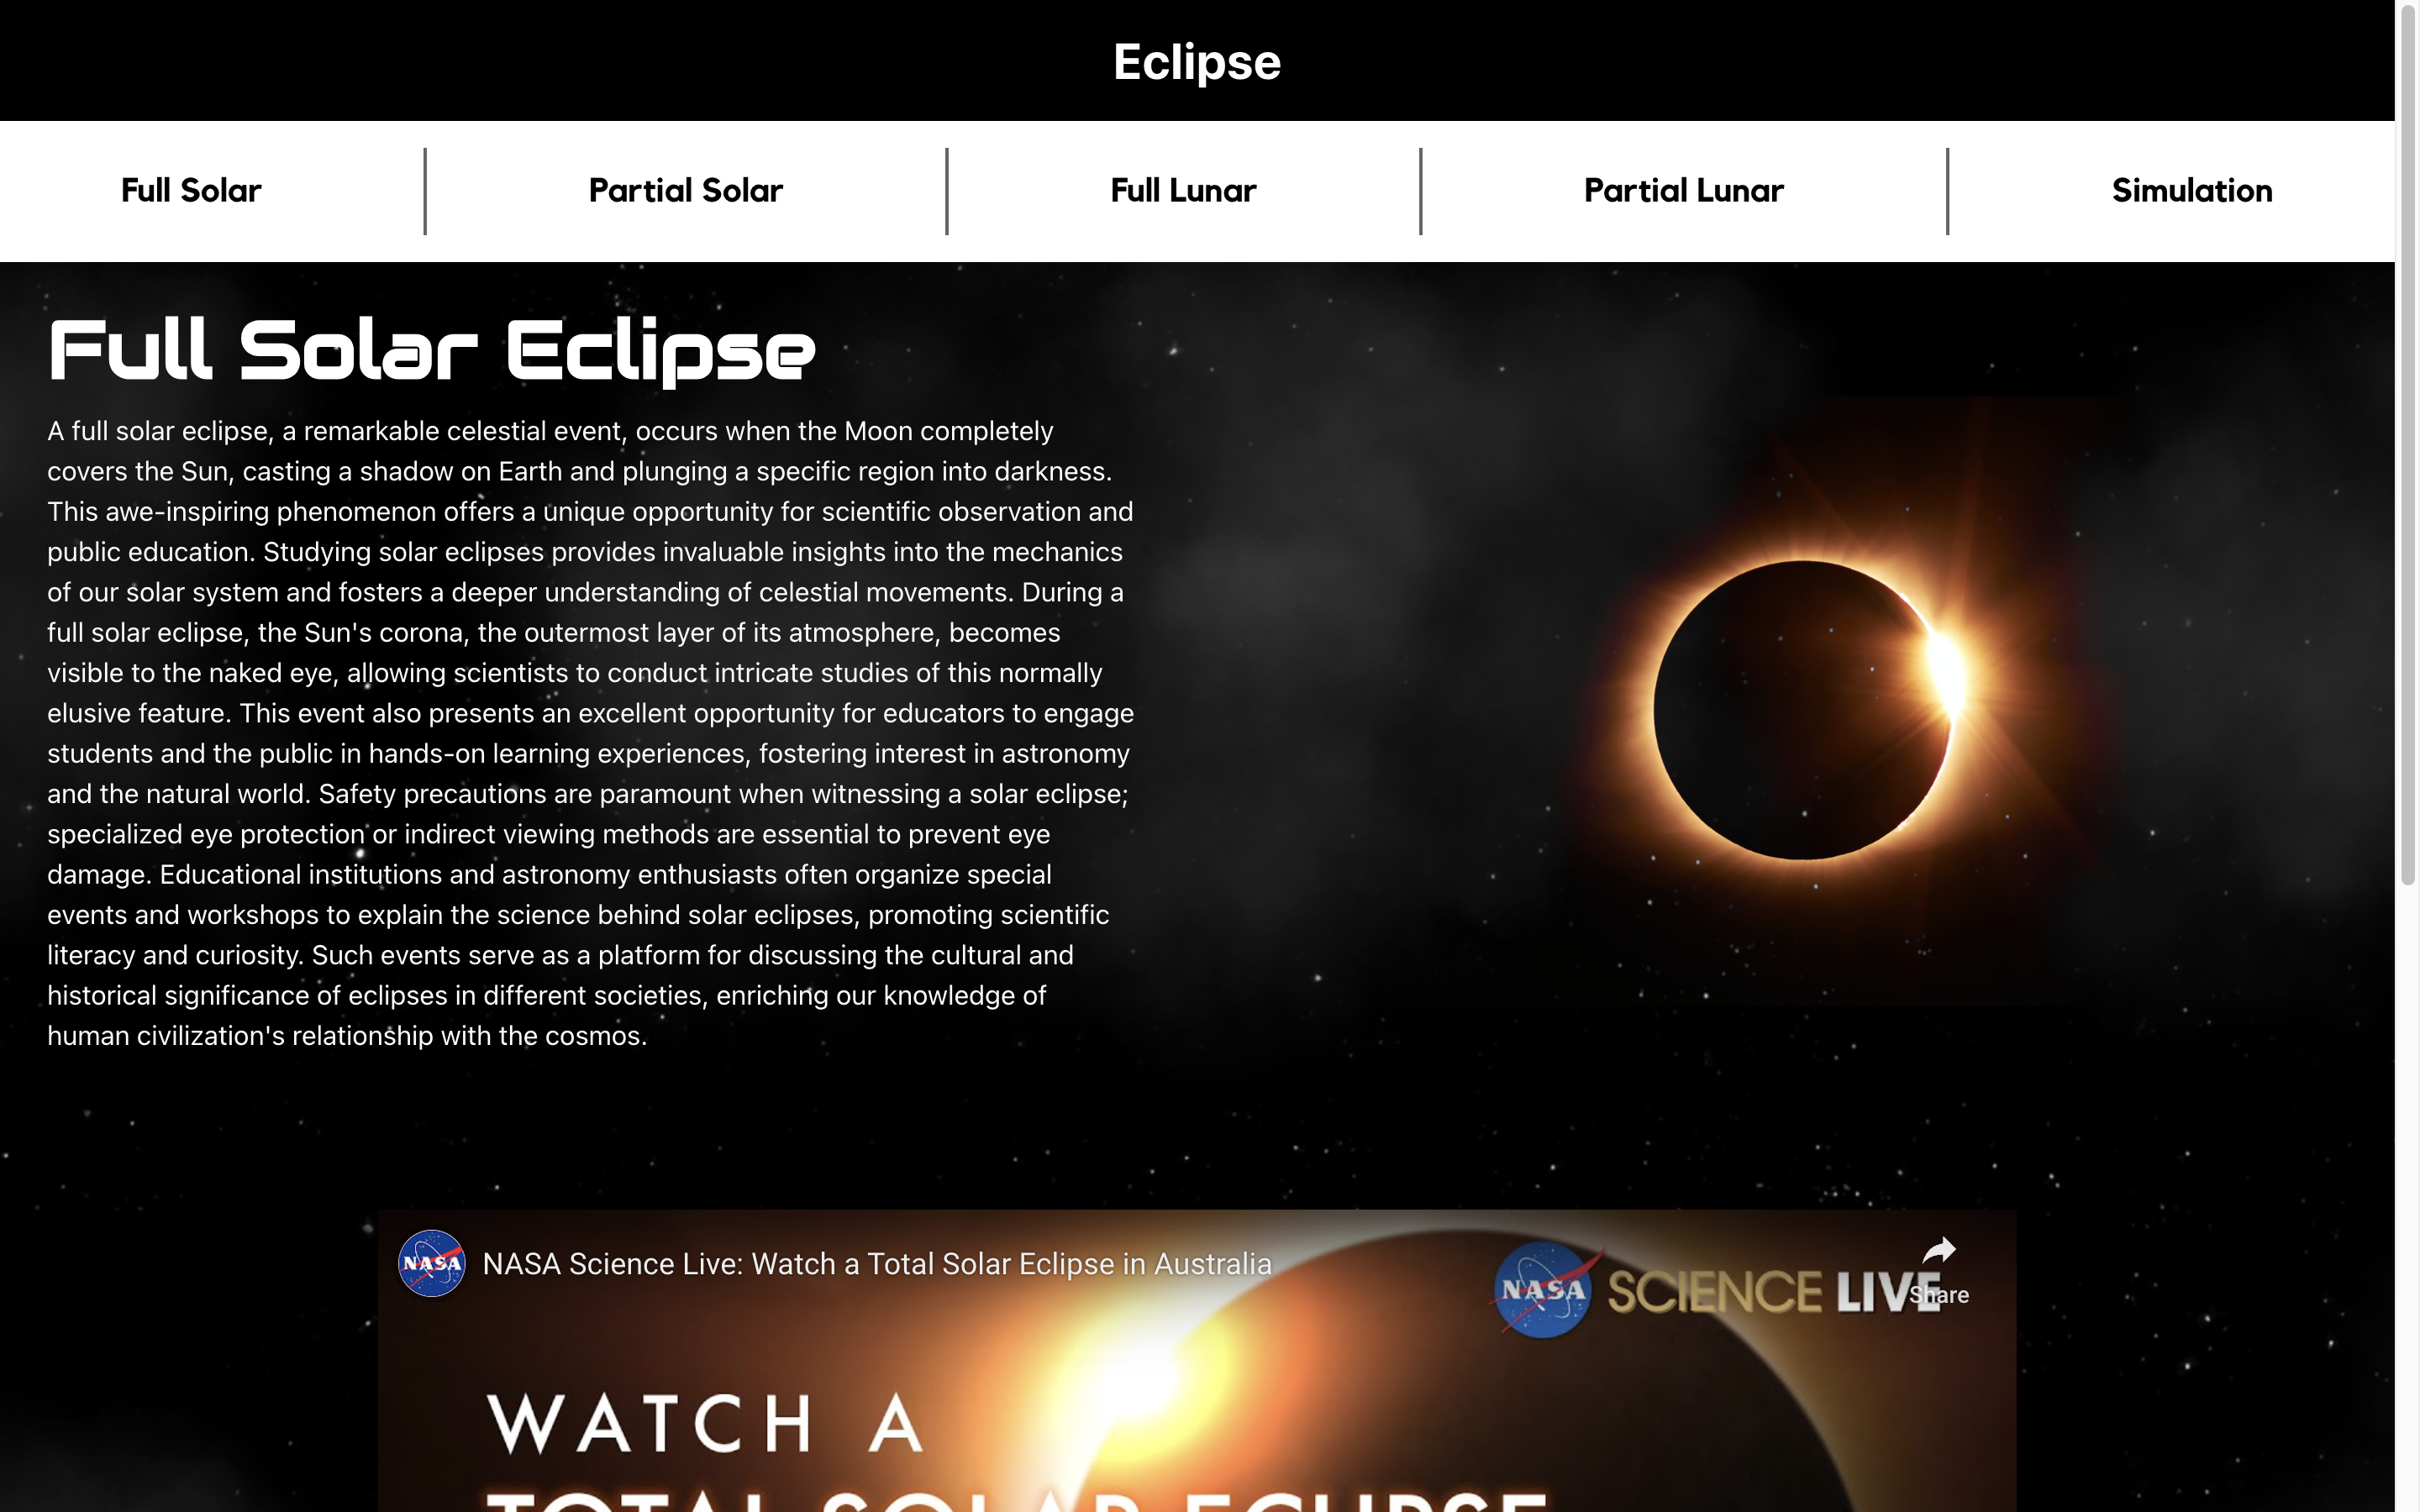 Eclipse
Full Solar
Partial Solar
Full Lunar
Partial Lunar
Simulation
Full Solar Eclipse
A full solar eclipse, a remarkable celestial event, occurs when the Moon completely
covers the Sun, casting a shadow on Earth and plunging a specific region into darkness.
This awe-inspiring phenomenon offers a unique opportunity for scientific observation and
public education. Studying solar eclipses provides invaluable insights into the mechanics
of our solar system and fosters a deeper understanding of celestial movements. During a
full solar eclipse, the Sun's corona, the outermost layer of its atmosphere, becomes
visible to the naked eye, allowing scientists to conduct intricate studies of this normally
elusive feature. This event also presents an excellent opportunity for educators to engage
students and the public in hands-on learning experiences, fostering interest in astronomy
and the natural world. Safety precautions are paramount when witnessing a solar eclipse;
specialized eye protection or indirect viewing methods are essential to prevent eye
damage. Educational institutions and astronomy enthusiasts often organize special
events and workshops to explain the science behind solar eclipses, promoting scientific
literacy and curiosity. Such events serve as a platform for discussing the cultural and
historical significance of eclipses in different societies, enriching our knowledge of
human civilization's relationship with the cosmos.
NASA
NASA Science Live: Watch a Total Solar Eclipse in Australia
NASA SCIENCE LIVE
Share
WATCH A
TOTAL SOLAR ECLIPSE